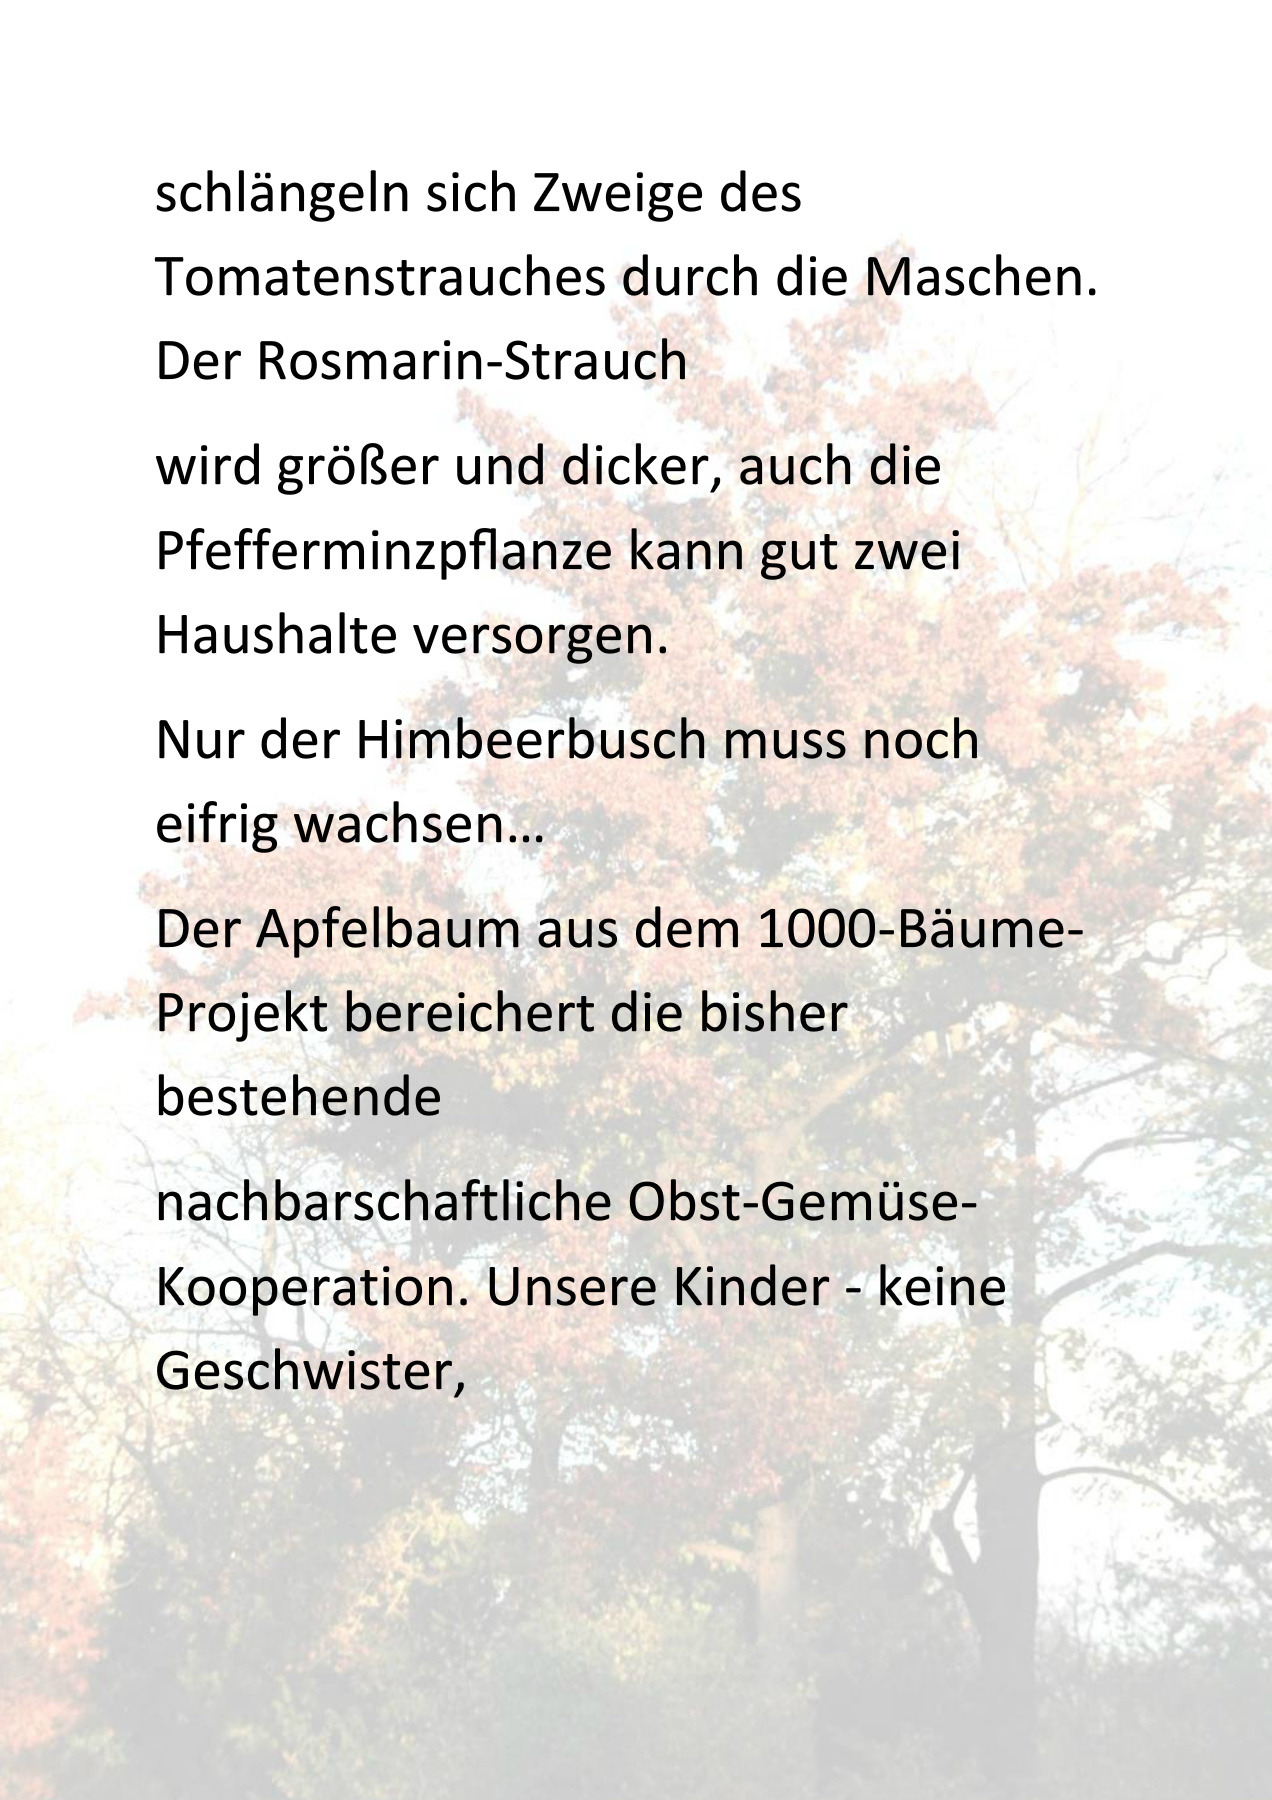 schlängeln sich Zweige des
Tomatenstrauches durch die Maschen.
Der Rosmarin-Strauch
wird größer und dicker, auch die
Pfefferminzpflanze kann gut zwei
Haushalte versorgen.
Nur der Himbeerbusch muss noch
eifrig wachsen…
Der Apfelbaum aus dem 1000-Bäume-
Projekt bereichert die bisher
bestehende
nachbarschaftliche Obst-Gemüse-
Kooperation. Unsere Kinder - keine
Geschwister,